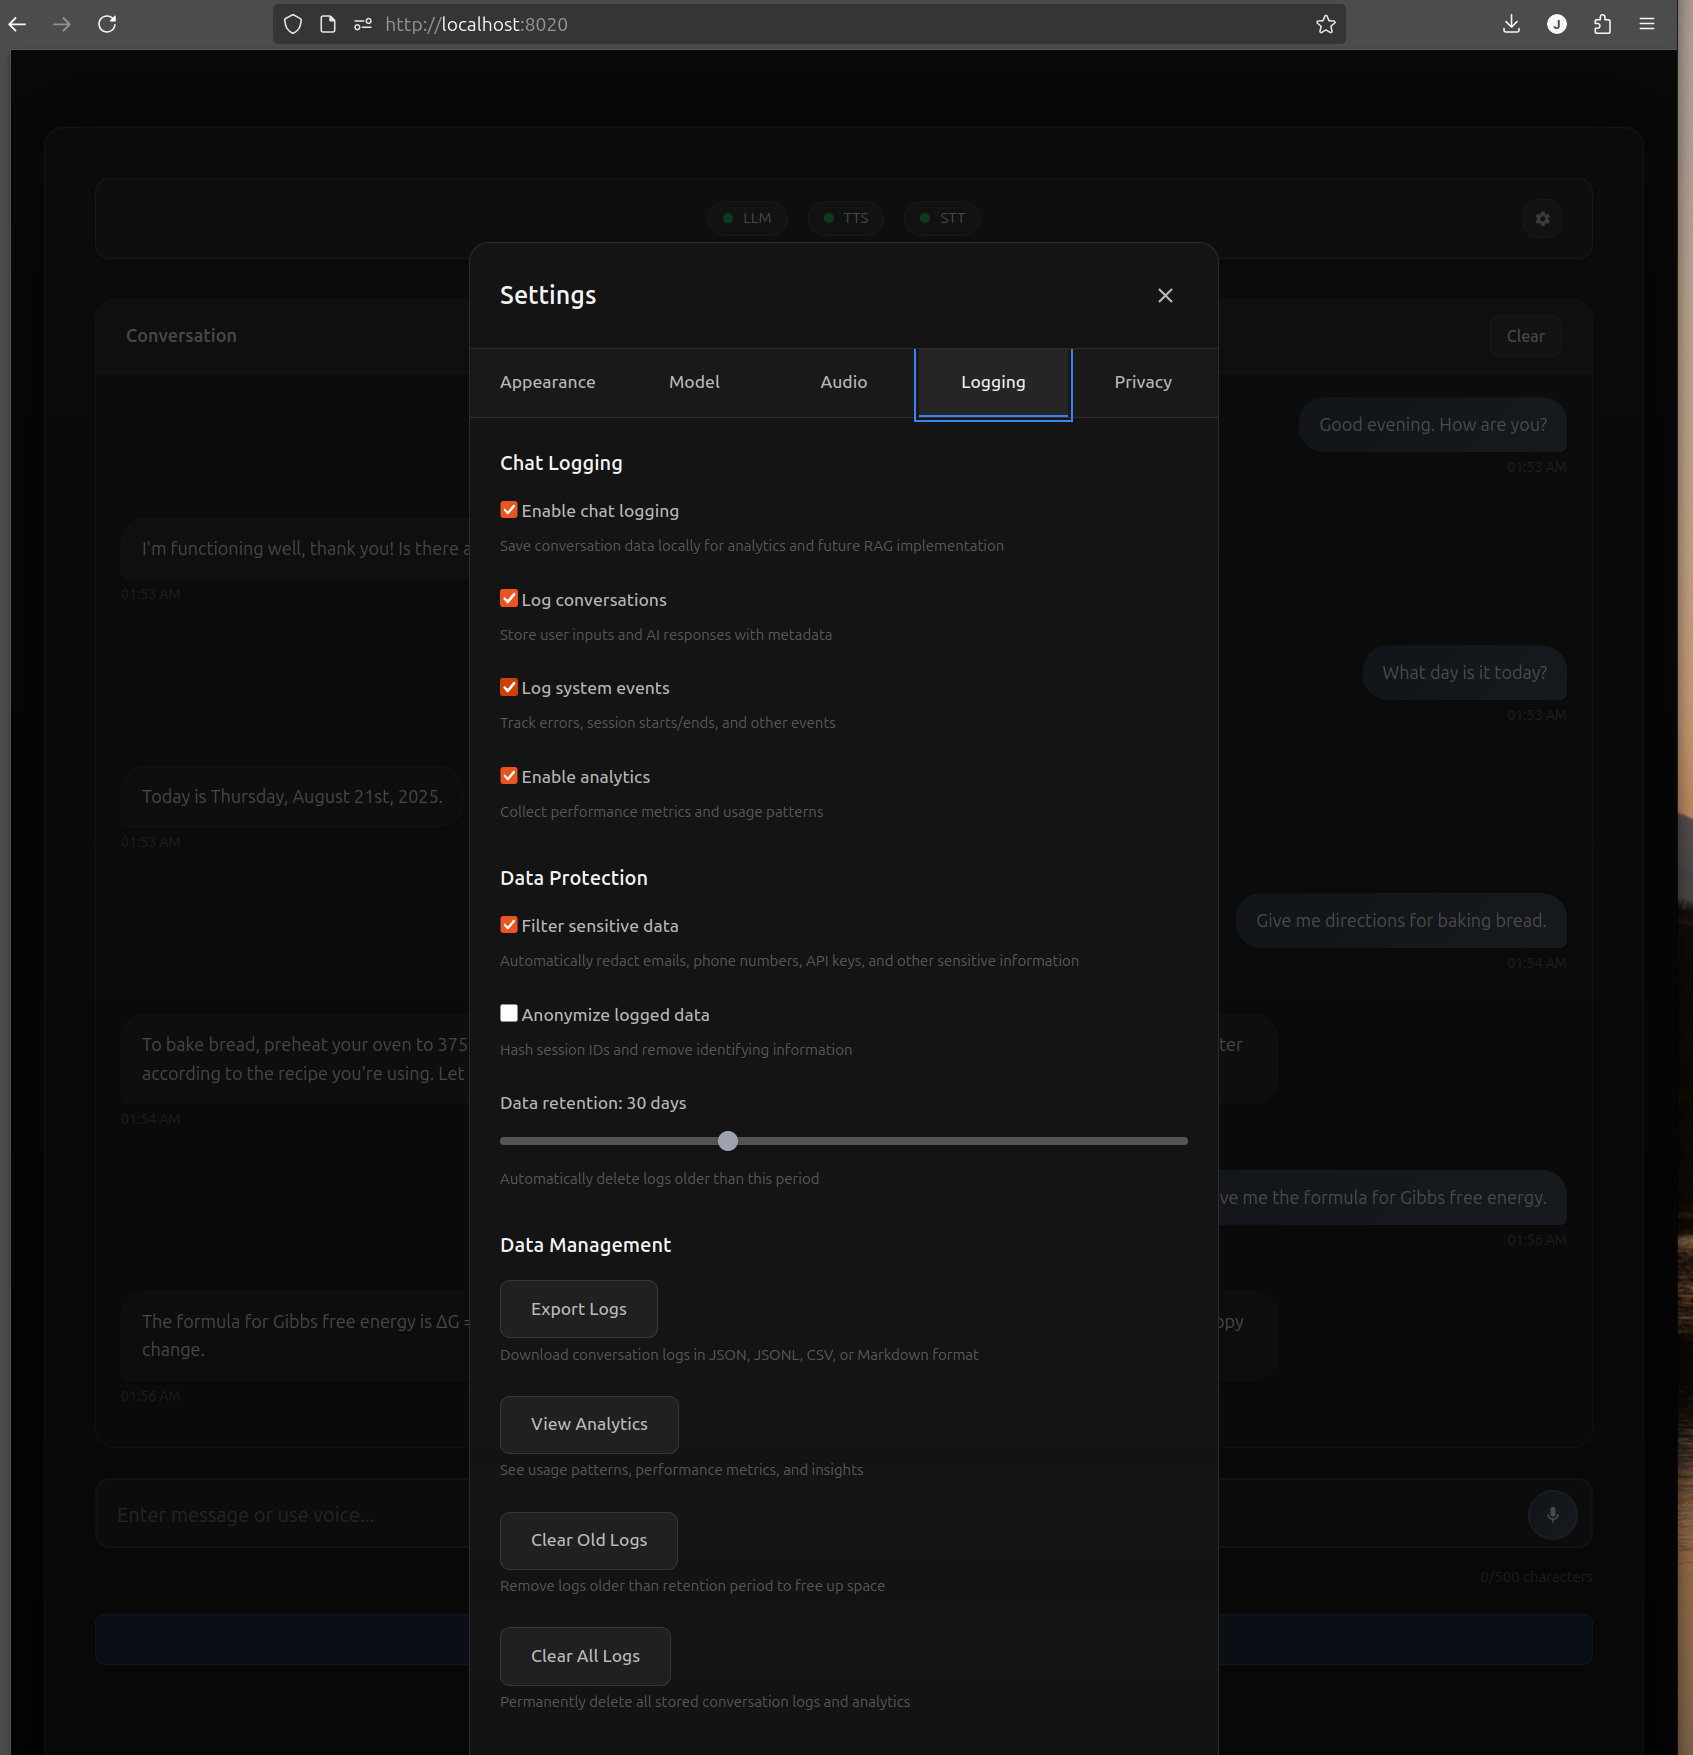 http://localhost:8020
J
LLM
TTS
STT
Settings
Conversation
Clear
Appearance
Model
Audio
Logging
Privacy
Good evening. How are you?
01:53 AM
I'm functioning well, thank you! Is there
01:53 AM
What day is it today?
01:53 AM
Today is Thursday, August 21st, 2025.
01:53 AM
Give me directions for baking bread.
01:54 AM
To bake bread, preheat your oven to 375
according to the recipe you're using. Let
01:54 AM
me the formula for Gibbs free energy.
01:56 AM
The formula for Gibbs free energy is ΔG =
change.
01:56 AM
Chat Logging
Enable chat logging
Save conversation data locally for analytics and future RAG implementation
Log conversations
Store user inputs and AI responses with metadata
Log system events
Track errors, session starts/ends, and other events
Enable analytics
Collect performance metrics and usage patterns
Data Protection
Filter sensitive data
Automatically redact emails, phone numbers, API keys, and other sensitive information
Anonymize logged data
Hash session IDs and remove identifying information
Data retention: 30 days
Automatically delete logs older than this period
Data Management
Export Logs
Download conversation logs in JSON, JSONL, CSV, or Markdown format
View Analytics
See usage patterns, performance metrics, and insights
Clear Old Logs
Remove logs older than retention period to free up space
Clear All Logs
Permanently delete all stored conversation logs and analytics
Enter message or use voice...
0/500 characters